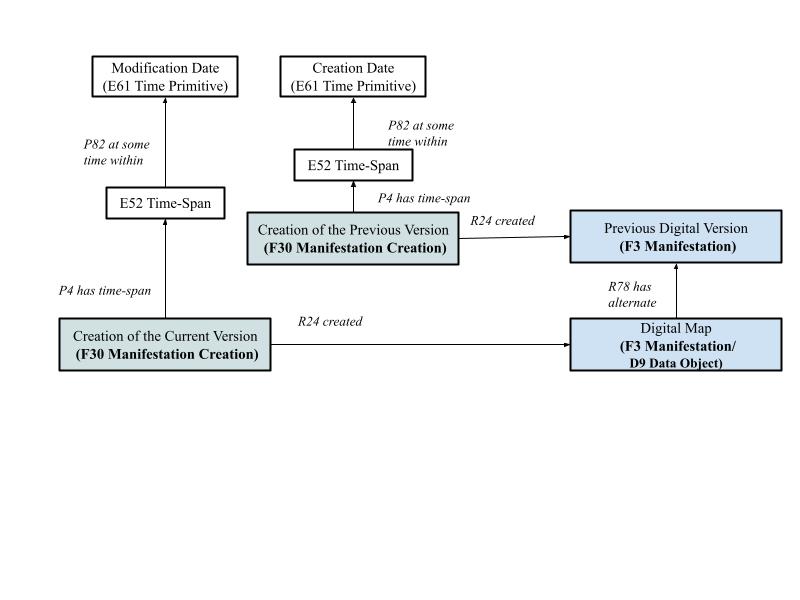 Modification Date
(E61 Time Primitive)
Creation Date
(E61 Time Primitive)
P82 at some
time within
P82 at some
time within
E52 Time-Span
E52 Time-Span
P4 has time-span
Creation of the Previous Version
(F30 Manifestation Creation)
R24 created
Previous Digital Version
(F3 Manifestation)
P4 has time-span
R78 has
alternate
Creation of the Current Version
(F30 Manifestation Creation)
R24 created
Digital Map
(F3 Manifestation/
D9 Data Object)